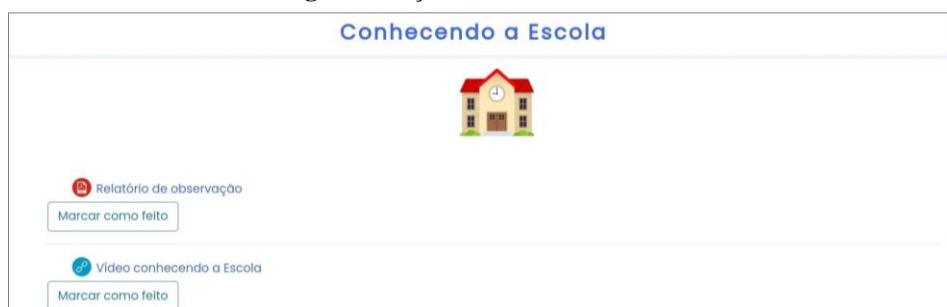 Conhecendo a Escola
Relatório de observação
Marcar como feito
Vídeo conhecendo a Escola
Marcar como feito